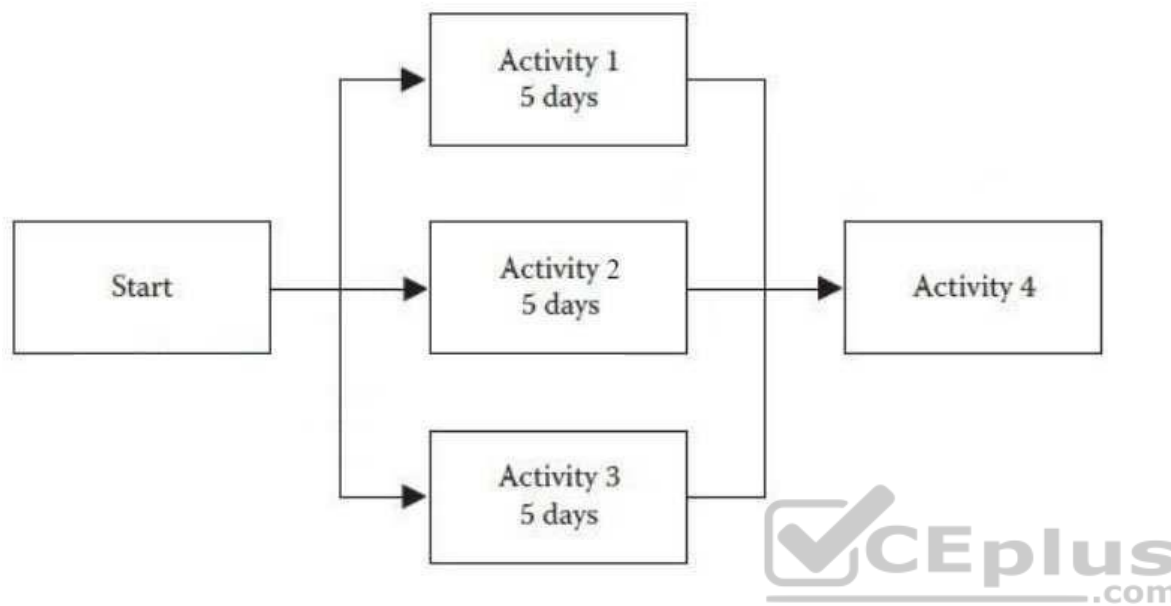 Activity 1
5 days
Start
Activity 2
5 days
Activity 4
Activity 3
5 days
CEplus
.com